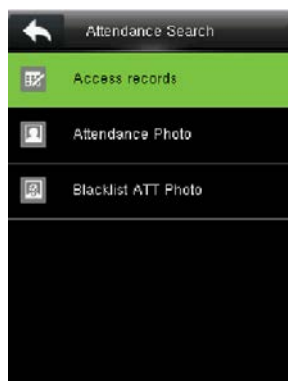 Attendance Search
Access records
Attendance Photo
Blacklist ATT Photo